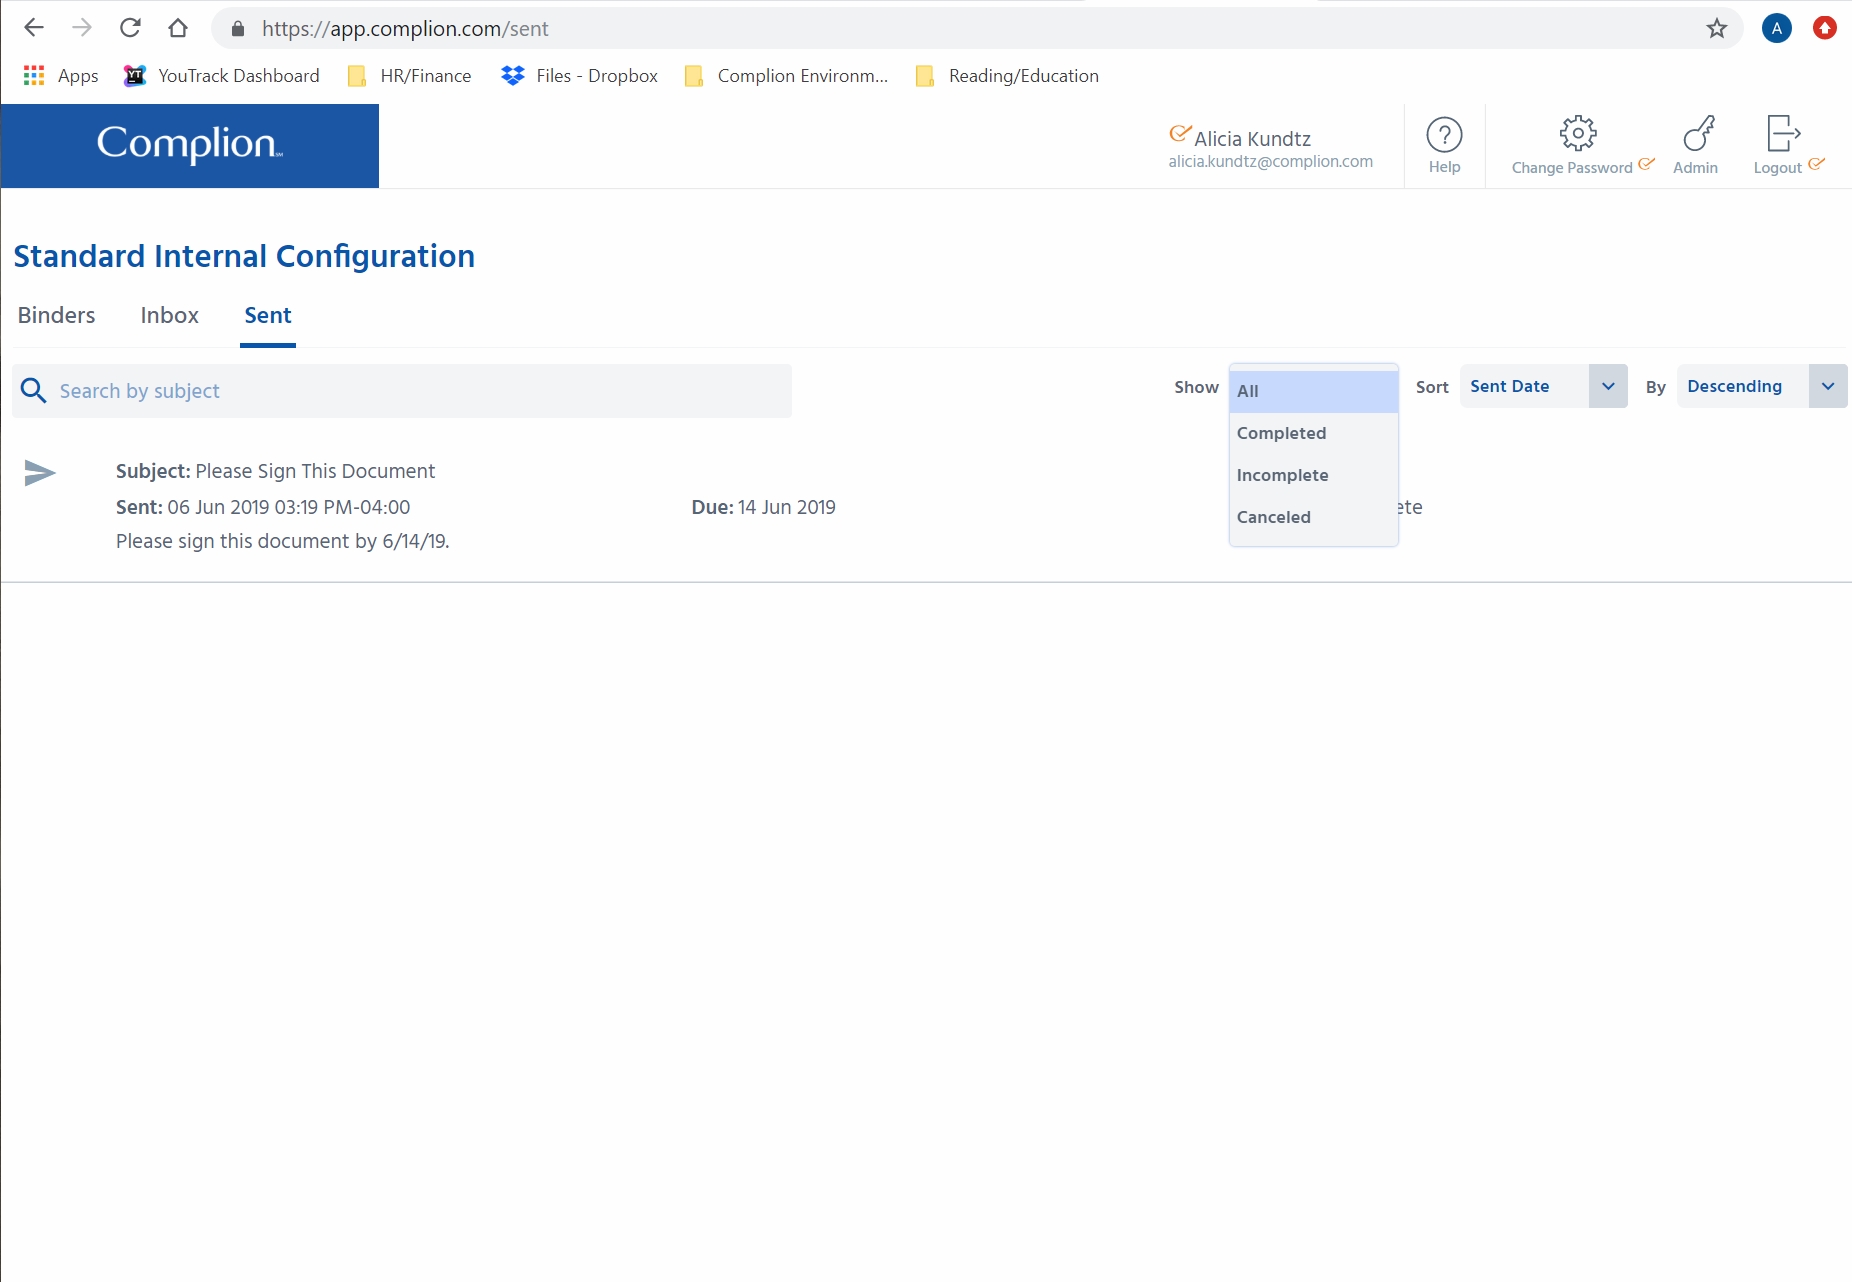 https://app.complion.com/sent
A
Apps
YouTrack Dashboard
HR/Finance
Files - Dropbox
Complion Environm...
Reading/Education
Complion
Alicia Kundtz
alicia.kundtz@complion.com
Help
Change Password
Admin
Logout
Standard Internal Configuration
Binders
Inbox
Sent
Search by subject
Show
All
Completed
Incomplete
Canceled
Sort
Sent Date
By
Descending
Subject: Please Sign This Document
Sent: 06 Jun 2019 03:19 PM-04:00
Due: 14 Jun 2019
ete
Please sign this document by 6/14/19.